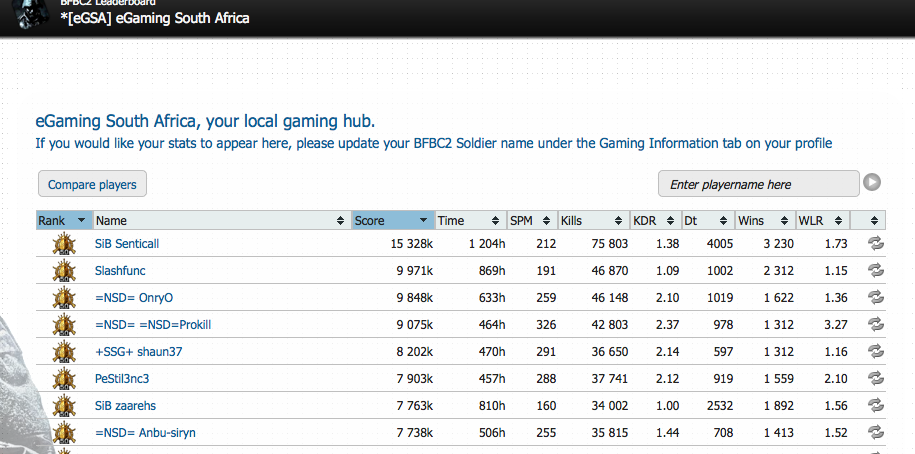 BFBC2 Leaderboard
*[eGSA] eGaming South Africa
eGaming South Africa, your local gaming hub.
If you would like your stats to appear here, please update your BFBC2 Soldier name under the Gaming Information tab on your profile
Compare players Enter playername here
Rank Name Score Time SPM Kills KDR Dt Wins WLR
SiB Senticall 15 328k 1 204h 212 75 803 1.38 4005 3 230 1.73
Slashfunc 9 971k 869h 191 46 870 1.09 1002 2 312 1.15
=NSD= OnryO 9 848k 633h 259 46 148 2.10 1019 1 622 1.36
=NSD= =NSD=Prokill 9 075k 464h 326 42 803 2.37 978 1 312 3.27
+SSG+ shaun37 8 202k 470h 291 36 650 2.14 597 1 312 1.16
PeStil3nc3 7 903k 457h 288 37 741 2.12 919 1 559 2.10
SiB zaarehs 7 763k 810h 160 34 002 1.00 2532 1 892 1.56
=NSD= Anbu-siryn 7 738k 506h 255 35 815 1.44 708 1 413 1.52